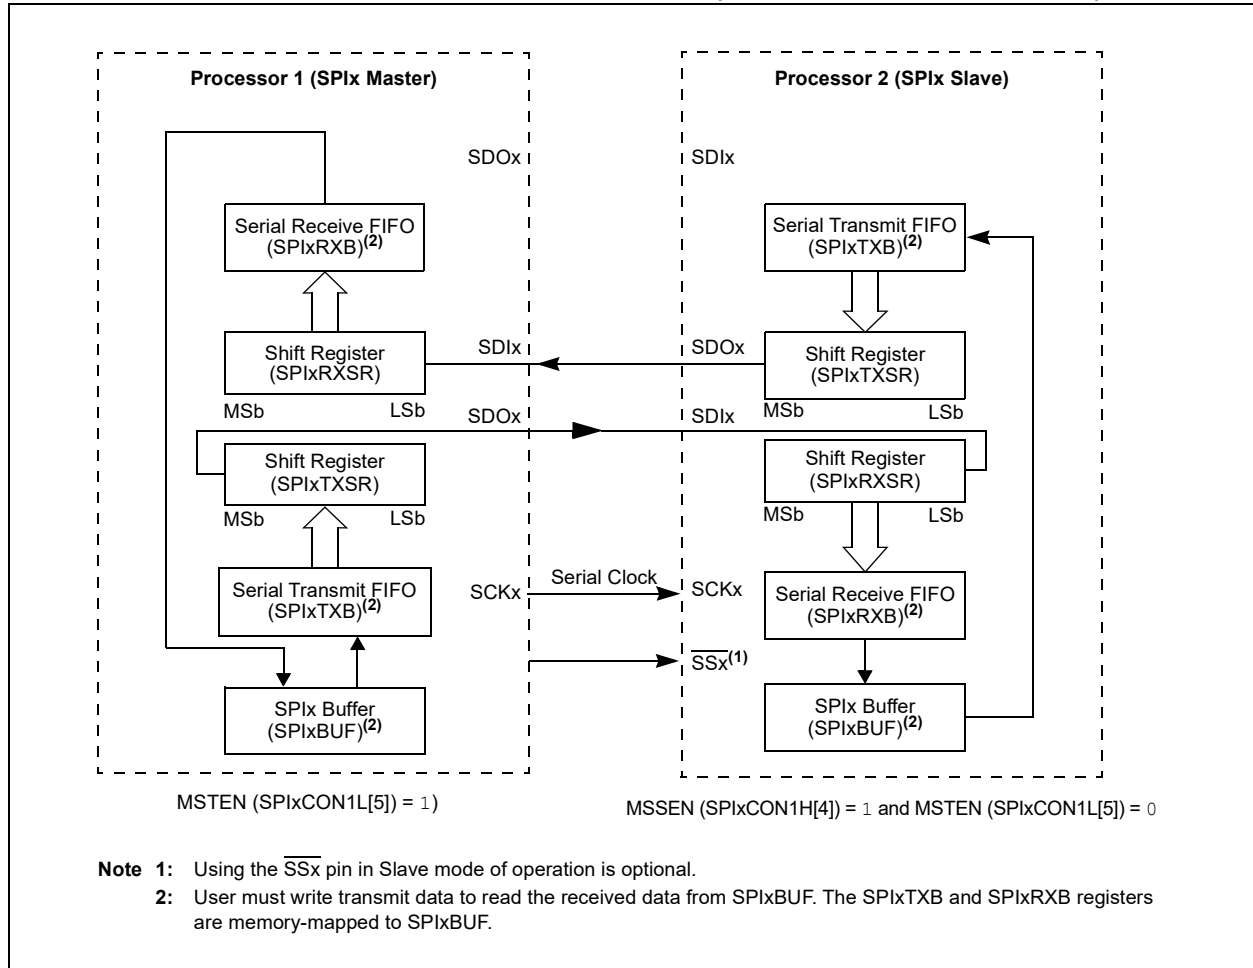 Processor 1 (SPIx Master)
Processor 2 (SPIx Slave)
SDOx
SDIx
Serial Receive FIFO
(SPIxRXB)(2)
Serial Transmit FIFO
(SPIxTXB)(2)
Shift Register
(SPIxRXSR)
SDIx
SDOx
Shift Register
(SPIxTXSR)
MSb
LSb
MSb
LSb
SDOx
SDIx
Shift Register
(SPIxTXSR)
Shift Register
(SPIxRXSR)
MSb
LSb
MSb
LSb
Serial Transmit FIFO
(SPIxTXB)(2)
SCKx
Serial Clock
SCKx
Serial Receive FIFO
(SPIxRXB)(2)
SSx(1)
SPIx Buffer
(SPIxBUF)(2)
SPIx Buffer
(SPIxBUF)(2)
MSTEN (SPIxCON1L[5]) = 1)
MSSEN (SPIxCON1H[4]) = 1 and MSTEN (SPIxCON1L[5]) = 0
Note 1: Using the SSx pin in Slave mode of operation is optional.
2: User must write transmit data to read the received data from SPIxBUF. The SPIxTXB and SPIxRXB registers
are memory-mapped to SPIxBUF.